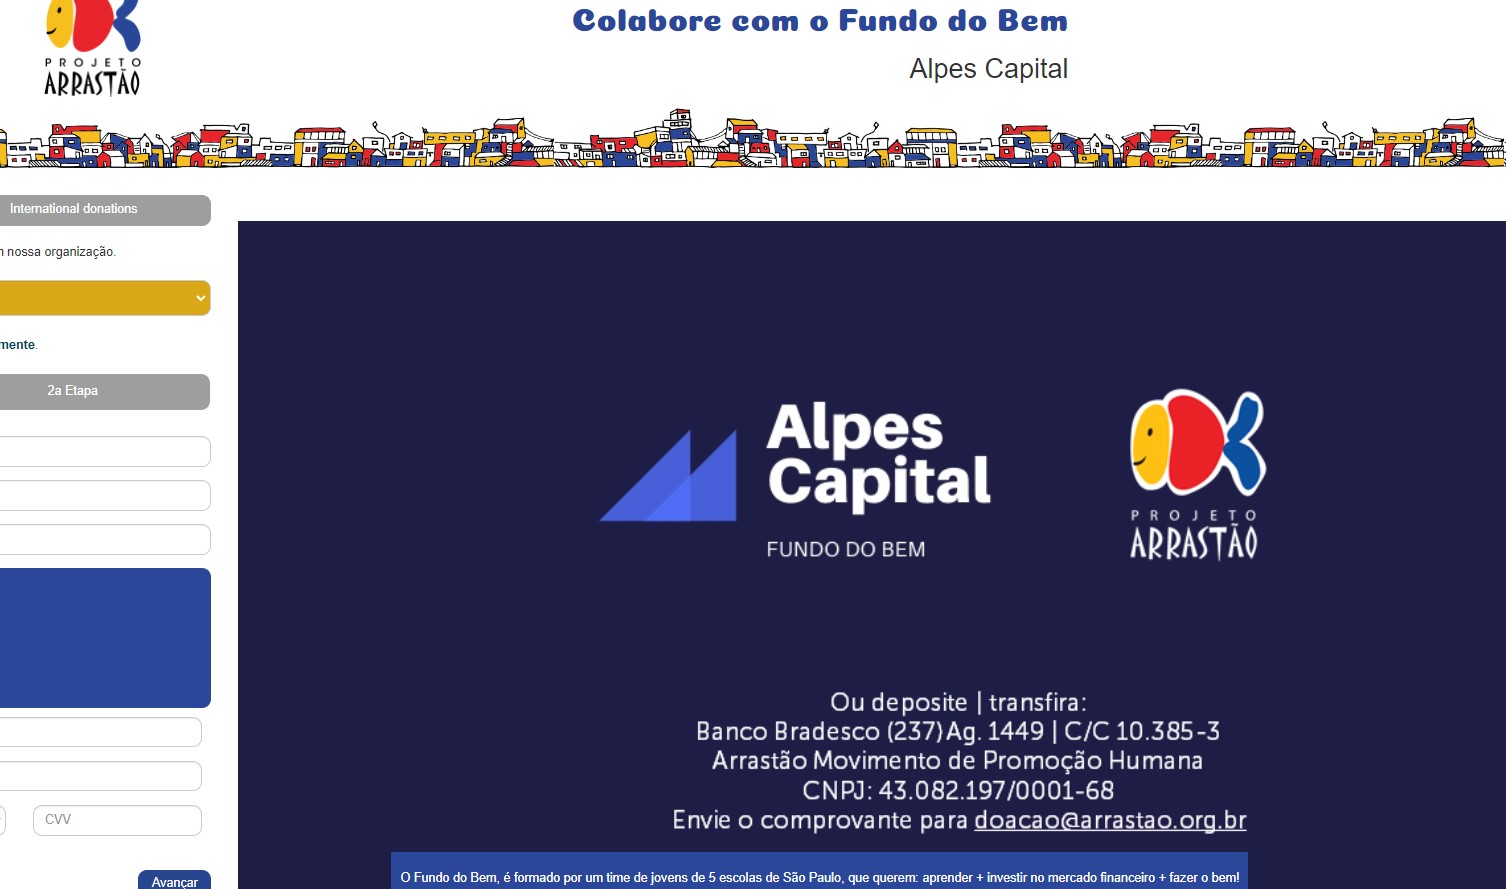 Colabore com o Fundo do Bem
PROJETO
ARRASTÃO
Alpes Capital
International donations
nossa organização.
mente.
2a Etapa
Alpes
Capital
FUNDO DO BEM
PROJETO
ARRASTÃO
Ou deposite | transfira:
Banco Bradesco (237) Ag. 1449 | C/C 10.385-3
Arrastão Movimento de Promoção Humana
CNPJ: 43.082.197/0001-68
Envie o comprovante para doacao@arrastao.org.br
CVV
Avançar
O Fundo do Bem, é formado por um time de jovens de 5 escolas de São Paulo, que querem: aprender + investir no mercado financeiro + fazer o bem!